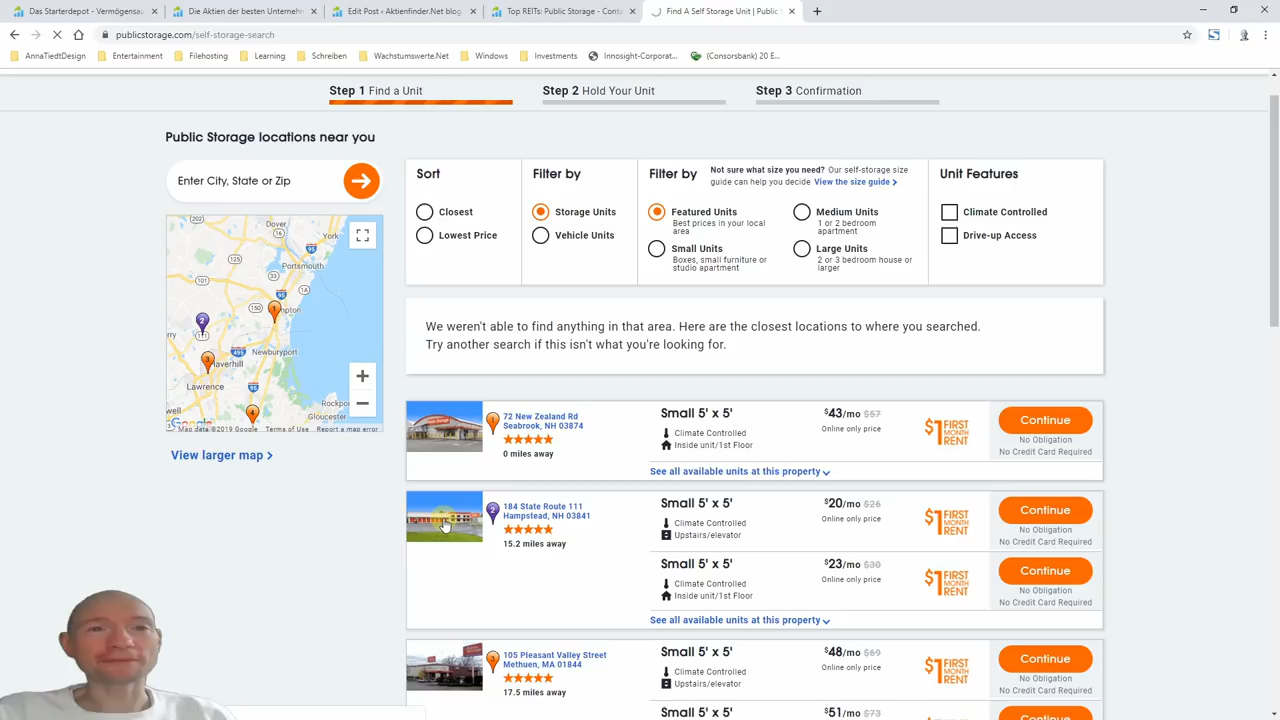 Das Starterdepot - Vermögensau
Die Aktien der besten Unternehm
Edit Post ‹ Aktienfinder.Net blog
Top REITs: Public Storage - Conta
Find A Self Storage Unit | Public
publicstorage.com/self-storage-search
AnnaTiedtDesign
Entertainment
Filehosting
Learning
Schreiben
Wachstumswerte.Net
Windows
Investments
Innosight-Corporat...
(Consorsbank) 20 E...
Step 1 Find a Unit
Step 2 Hold Your Unit
Step 3 Confirmation
Public Storage locations near you
Enter City, State or Zip
Sort
Closest
Lowest Price
Filter by
Storage Units
Vehicle Units
Filter by
Not sure what size you need? Our self-storage size
guide can help you decide View the size guide >
Featured Units
Best prices in your local
area
Small Units
Boxes, small furniture or
studio apartment
Medium Units
1 or 2 bedroom
apartment
Large Units
2 or 3 bedroom house or
larger
Unit Features
Climate Controlled
Drive-up Access
Dover
York
Portsmouth
Newburyport
Haverhill
Lawrence
Gloucester
Google
Map data ©2019 Google
Terms of Use
Report a map error
View larger map >
We weren't able to find anything in that area. Here are the closest locations to where you searched.
Try another search if this isn't what you're looking for.
1
72 New Zealand Rd
Seabrook, NH 03874
0 miles away
Small 5' x 5'
Climate Controlled
Inside unit/1st Floor
$43/mo $57
Online only price
$1 FIRST MONTH RENT
Continue
No Obligation
No Credit Card Required
See all available units at this property
2
184 State Route 111
Hampstead, NH 03841
15.2 miles away
Small 5' x 5'
Climate Controlled
Upstairs/elevator
$20/mo $26
Online only price
$1 FIRST MONTH RENT
Continue
No Obligation
No Credit Card Required
Small 5' x 5'
Climate Controlled
Inside unit/1st Floor
$23/mo $30
Online only price
$1 FIRST MONTH RENT
Continue
No Obligation
No Credit Card Required
See all available units at this property
3
105 Pleasant Valley Street
Methuen, MA 01844
17.5 miles away
Small 5' x 5'
Climate Controlled
Upstairs/elevator
$48/mo $69
Online only price
$1 FIRST MONTH RENT
Continue
No Obligation
No Credit Card Required
Small 5' x 5'
$51/mo $73
Continue